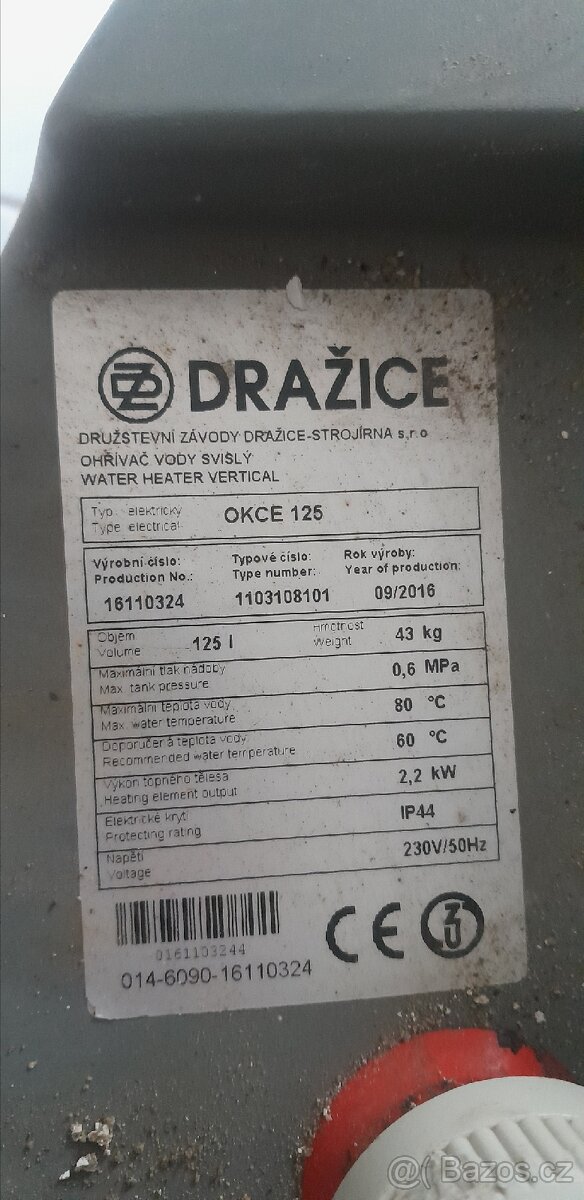 DRAŽICE
DRUŽSTEVNÍ ZÁVODY DRAŽICE-STROJÍRNA s.r.o
OHŘÍVAČ VODY SVISLÝ
WATER HEATER VERTICAL
Typ elektrický
Type electrical
OKCE 125
Výrobní číslo:
Production No.:
16110324
Typové číslo:
Type number:
1103108101
Rok výroby:
Year of production:
09/2016
Objem
Volume
125 l
Hmotnost
Weight
43 kg
Maximální tlak nádoby
Max. tank pressure
0,6 MPa
Maximální teplota vody
Max. water temperature
80 °C
Doporučená teplota vody
Recommended water temperature
60 °C
Výkon topného tělesa
Heating element output
2,2 kW
Elektrické krytí
Protecting rating
IP44
Napětí
Voltage
230V/50Hz
0161103244
014-6090-16110324
CE
@( Bazos.cz